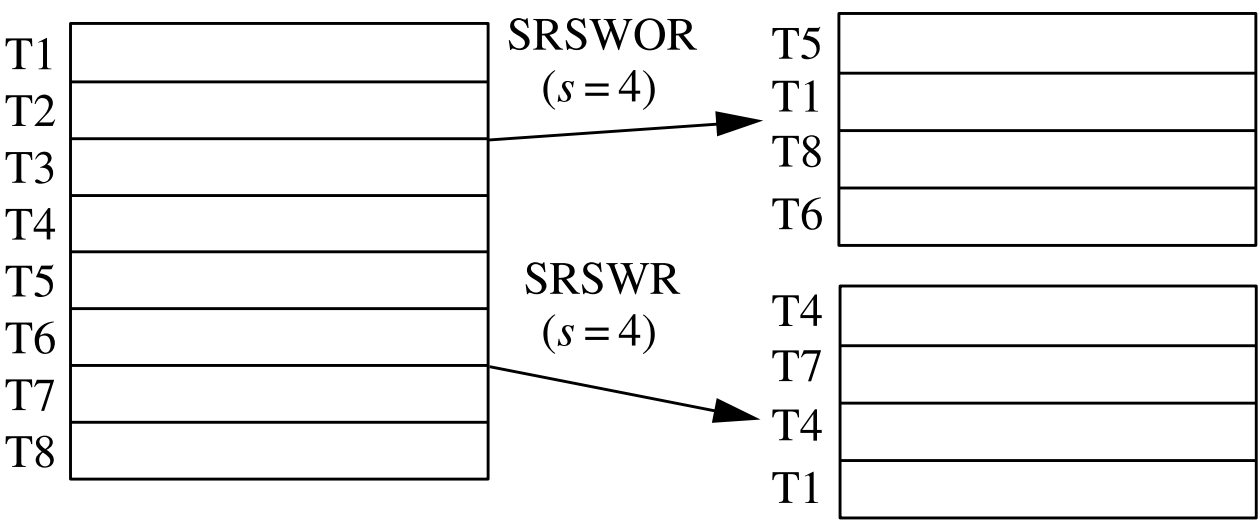 T1
T2
T3
T4
T5
T6
T7
T8
SRSWOR
(s = 4)
SRSWR
(s = 4)
T5
T1
T8
T6
T4
T7
T4
T1